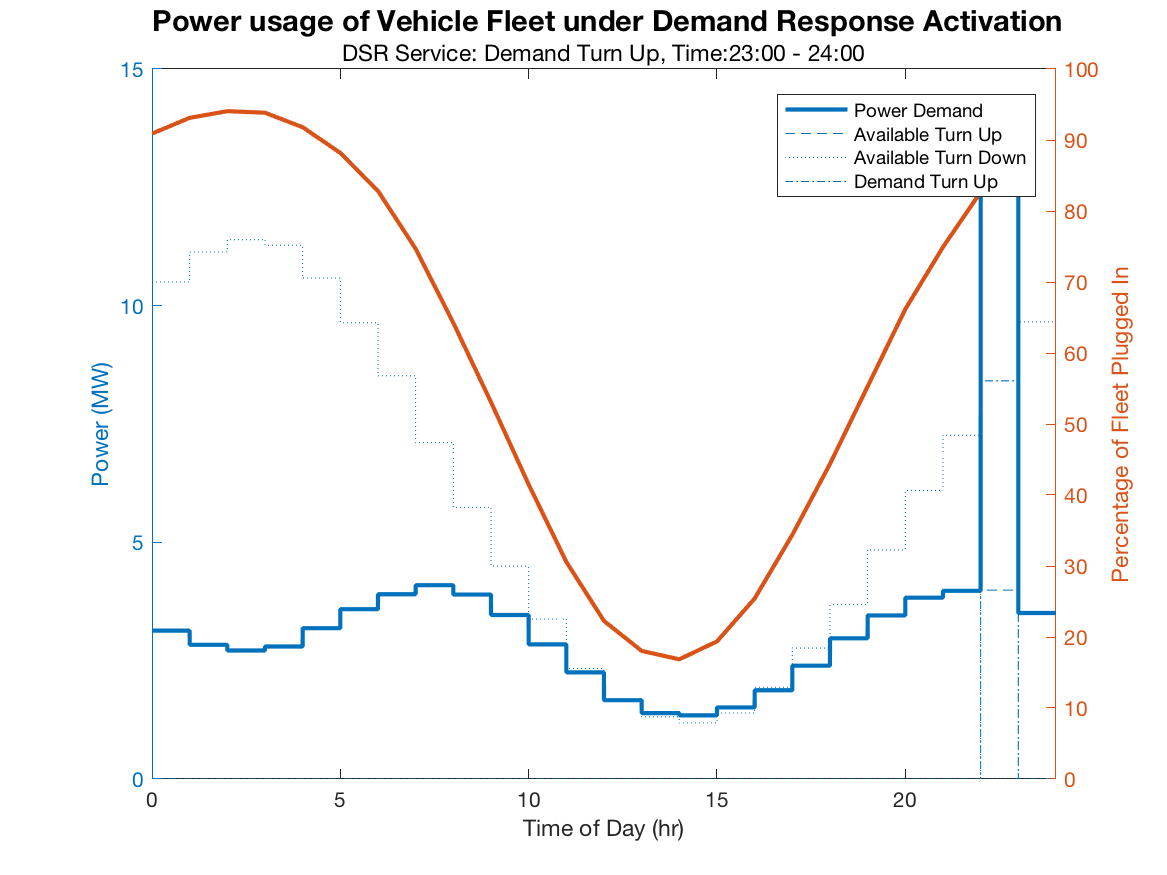 Power usage of Vehicle Fleet under Demand Response Activation
DSR Service: Demand Turn Up, Time:23:00 - 24:00
15
10
5
0
Power (MW)
Power Demand
Available Turn Up
Available Turn Down
Demand Turn Up
100
90
80
70
60
50
40
30
20
10
0
Percentage of Fleet Plugged In
0 5 10 15 20
Time of Day (hr)